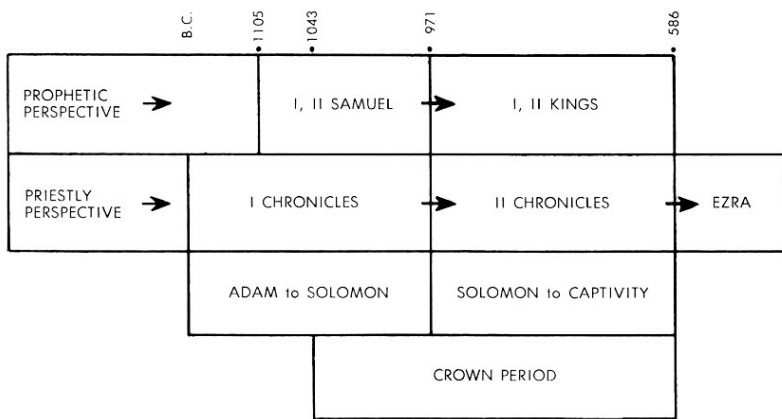 B.C.
1105
1043
971
586
PROPHETIC
PERSPECTIVE
I, II SAMUEL
I, II KINGS
PRIESTLY
PERSPECTIVE
I CHRONICLES
II CHRONICLES
EZRA
ADAM to SOLOMON
SOLOMON to CAPTIVITY
CROWN PERIOD